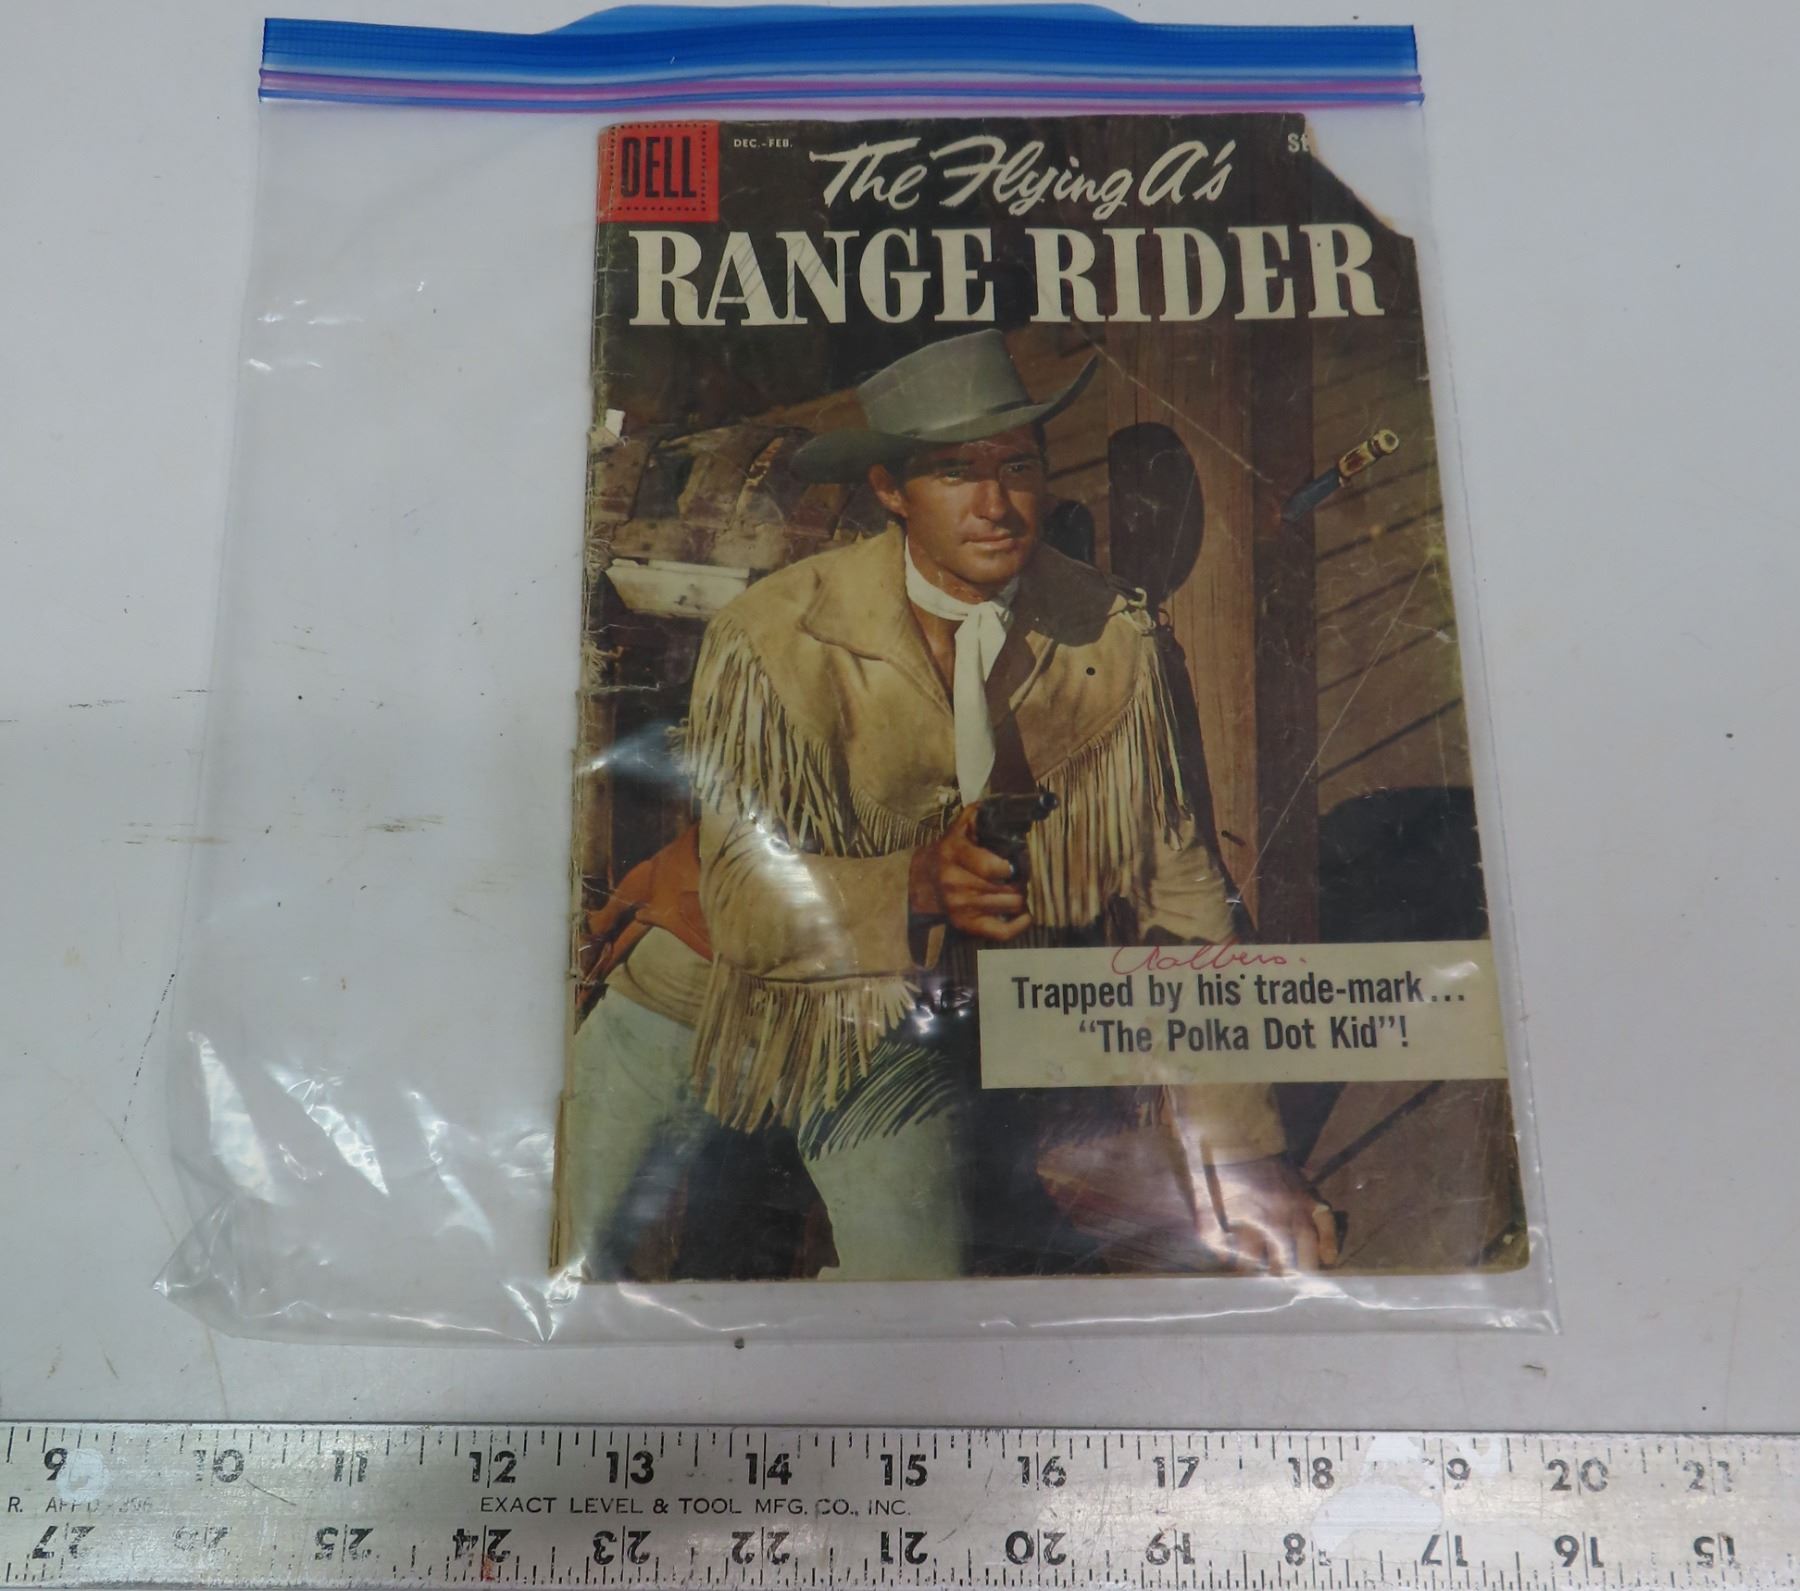 DELL
DEC.-FEB.
The Flying A's
RANGE RIDER
Trapped by his trade-mark...
"The Polka Dot Kid"!
9 10 11 12 13 14 15 16 17 18 19 20 21
EXACT LEVEL & TOOL MFG. CO., INC.
27 26 25 24 23 22 21 20 19 18 17 16 15